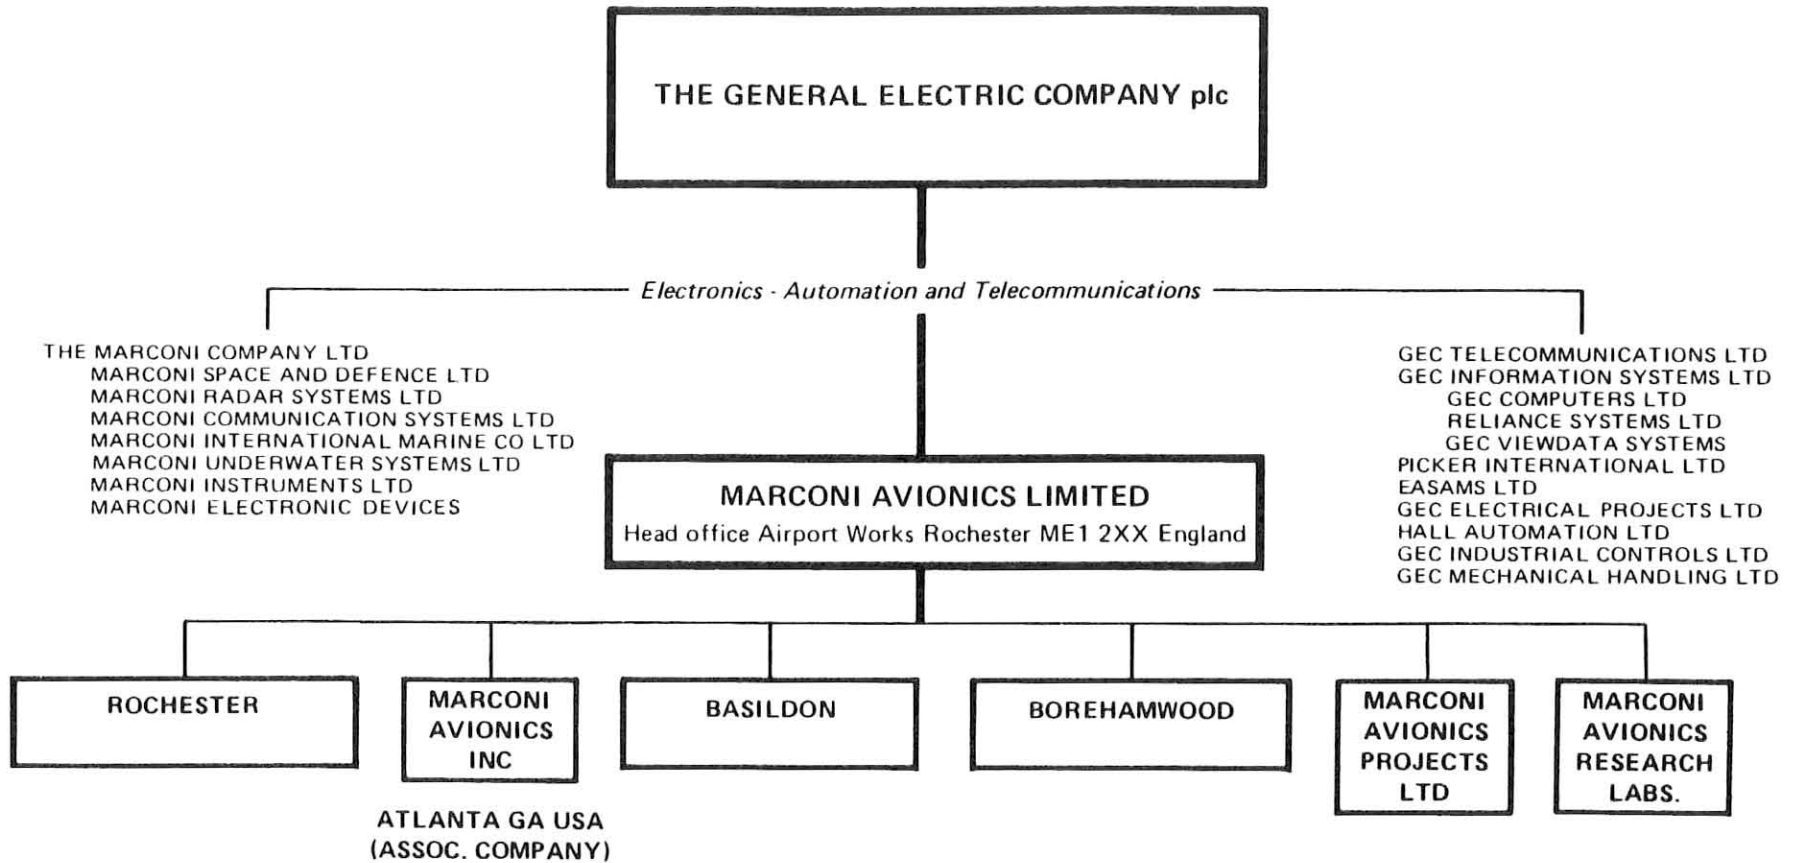 THE GENERAL ELECTRIC COMPANY plc
Electronics - Automation and Telecommunications
THE MARCONI COMPANY LTD
MARCONI SPACE AND DEFENCE LTD
MARCONI RADAR SYSTEMS LTD
MARCONI COMMUNICATION SYSTEMS LTD
MARCONI INTERNATIONAL MARINE CO LTD
MARCONI UNDERWATER SYSTEMS LTD
MARCONI INSTRUMENTS LTD
MARCONI ELECTRONIC DEVICES
GEC TELECOMMUNICATIONS LTD
GEC INFORMATION SYSTEMS LTD
GEC COMPUTERS LTD
RELIANCE SYSTEMS LTD
GEC VIEWDATA SYSTEMS
PICKER INTERNATIONAL LTD
EASAMS LTD
GEC ELECTRICAL PROJECTS LTD
HALL AUTOMATION LTD
GEC INDUSTRIAL CONTROLS LTD
GEC MECHANICAL HANDLING LTD
MARCONI AVIONICS LIMITED
Head office Airport Works Rochester ME1 2XX England
ROCHESTER
MARCONI
AVIONICS
INC
ATLANTA GA USA
(ASSOC. COMPANY)
BASILDON
BOREHAMWOOD
MARCONI
AVIONICS
PROJECTS
LTD
MARCONI
AVIONICS
RESEARCH
LABS.